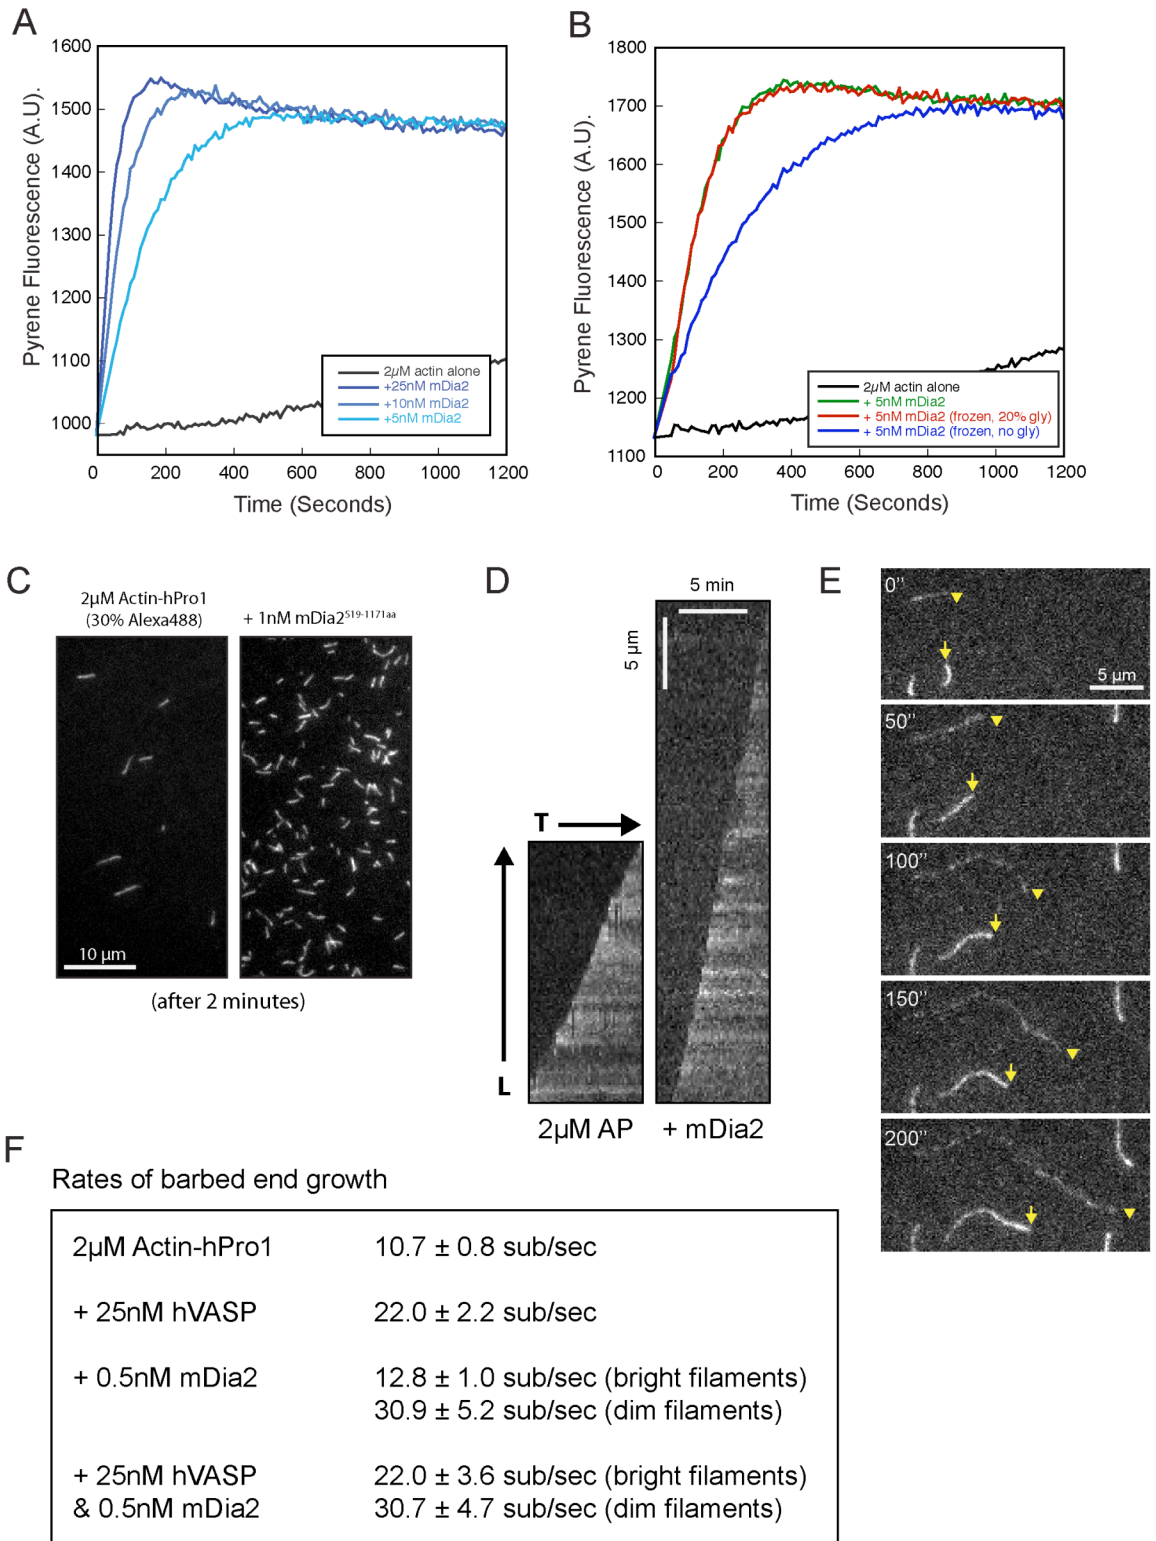 A
1600
1500
1400
1300
1200
1100
1000
Pyrene Fluorescence (A.U).
0 200 400 600 800 1000 1200
Time (Seconds)
2µM actin alone
+25nM mDia2
+10nM mDia2
+5nM mDia2
B
1800
1700
1600
1500
1400
1300
1200
1100
Pyrene Fluorescence (A.U).
0 200 400 600 800 1000 1200
Time (Seconds)
2µM actin alone
+ 5nM mDia2
+ 5nM mDia2 (frozen, 20% gly)
+ 5nM mDia2 (frozen, no gly)
C
2µM Actin-hPro1
(30% Alexa488)
+ 1nM mDia2519-1171aa
10 µm
(after 2 minutes)
D
5 min
5 µm
T
L
2µM AP
+ mDia2
E
0"
5 µm
50"
100"
150"
200"
F
Rates of barbed end growth
2µM Actin-hPro1 10.7 ± 0.8 sub/sec
+ 25nM hVASP 22.0 ± 2.2 sub/sec
+ 0.5nM mDia2 12.8 ± 1.0 sub/sec (bright filaments)
30.9 ± 5.2 sub/sec (dim filaments)
+ 25nM hVASP 22.0 ± 3.6 sub/sec (bright filaments)
& 0.5nM mDia2 30.7 ± 4.7 sub/sec (dim filaments)